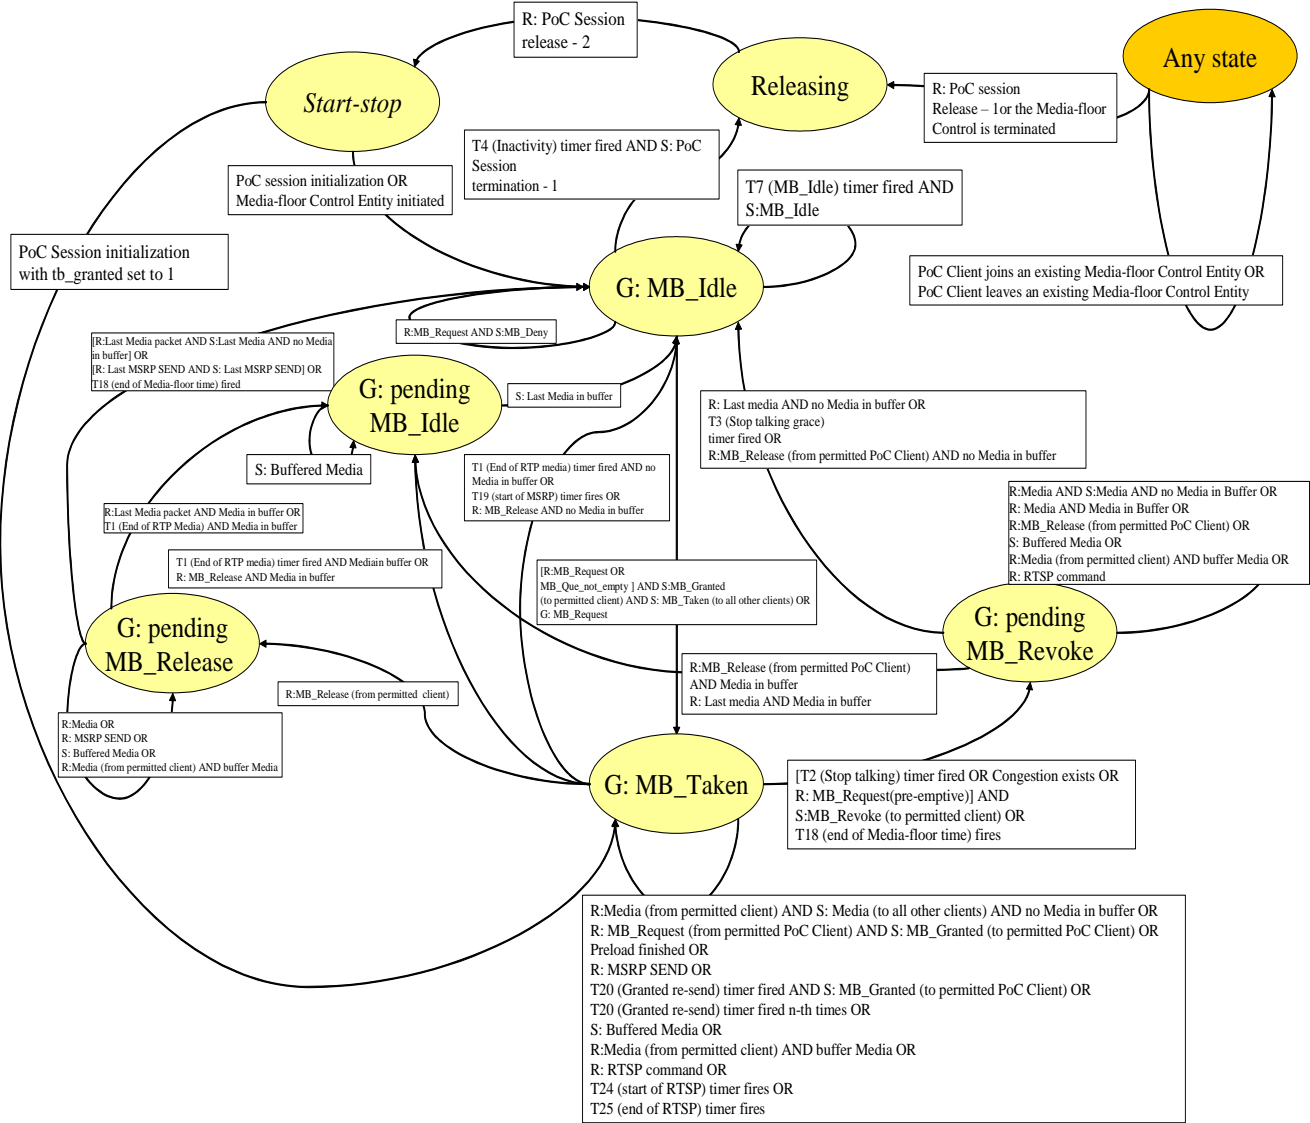 R: PoC Session
release - 2
Any state
Start-stop
Releasing
R: PoC session
Release – 1or the Media-floor
Control is terminated
T4 (Inactivity) timer fired AND S: PoC
Session
termination - 1
PoC session initialization OR
Media-floor Control Entity initiated
T7 (MB_Idle) timer fired AND
S:MB_Idle
PoC Session initialization
with tb_granted set to 1
PoC Client joins an existing Media-floor Control Entity OR
PoC Client leaves an existing Media-floor Control Entity
G: MB_Idle
R:MB_Request AND S:MB_Deny
[R:Last Media packet AND S:Last Media AND no Media
in buffer] OR
[R: Last MSRP SEND AND S: Last MSRP SEND] OR
T18 (end of Media-floor time) fired
G: pending
MB_Idle
S: Last Media in buffer
R: Last media AND no Media in buffer OR
T3 (Stop talking grace)
timer fired OR
R:MB_Release (from permitted PoC Client) AND no Media in buffer
S: Buffered Media
T1 (End of RTP media) timer fired AND no
Media in buffer OR
T19 (start of MSRP) timer fires OR
R: MB_Release AND no Media in buffer
R:Media AND S:Media AND no Media in Buffer OR
R: Media AND Media in Buffer OR
R:MB_Release (from permitted PoC Client) OR
S: Buffered Media OR
R:Media (from permitted client) AND buffer Media OR
R: RTSP command
R:Last Media packet AND Media in buffer OR
T1 (End of RTP Media) AND Media in buffer
T1 (End of RTP media) timer fired AND Mediain buffer OR
R: MB_Release AND Media in buffer
[R:MB_Request OR
MB_Que_not_empty ] AND S:MB_Granted
(to permitted client) AND S: MB_Taken (to all other clients) OR
G: MB_Request
G: pending
MB_Release
G: pending
MB_Revoke
R:MB_Release (from permitted PoC Client)
AND Media in buffer
R: Last media AND Media in buffer
R:MB_Release (from permitted  client)
R:Media OR
R: MSRP SEND OR
S: Buffered Media OR
R:Media (from permitted client) AND buffer Media
G: MB_Taken
[T2 (Stop talking) timer fired OR Congestion exists OR
R: MB_Request(pre-emptive)] AND
S:MB_Revoke (to permitted client) OR
T18 (end of Media-floor time) fires
R:Media (from permitted client) AND S: Media (to all other clients) AND no Media in buffer OR
R: MB_Request (from permitted PoC Client) AND S: MB_Granted (to permitted PoC Client) OR
Preload finished OR
R: MSRP SEND OR
T20 (Granted re-send) timer fired AND S: MB_Granted (to permitted PoC Client) OR
T20 (Granted re-send) timer fired n-th times OR
S: Buffered Media OR
R:Media (from permitted client) AND buffer Media OR
R: RTSP command OR
T24 (start of RTSP) timer fires OR
T25 (end of RTSP) timer fires